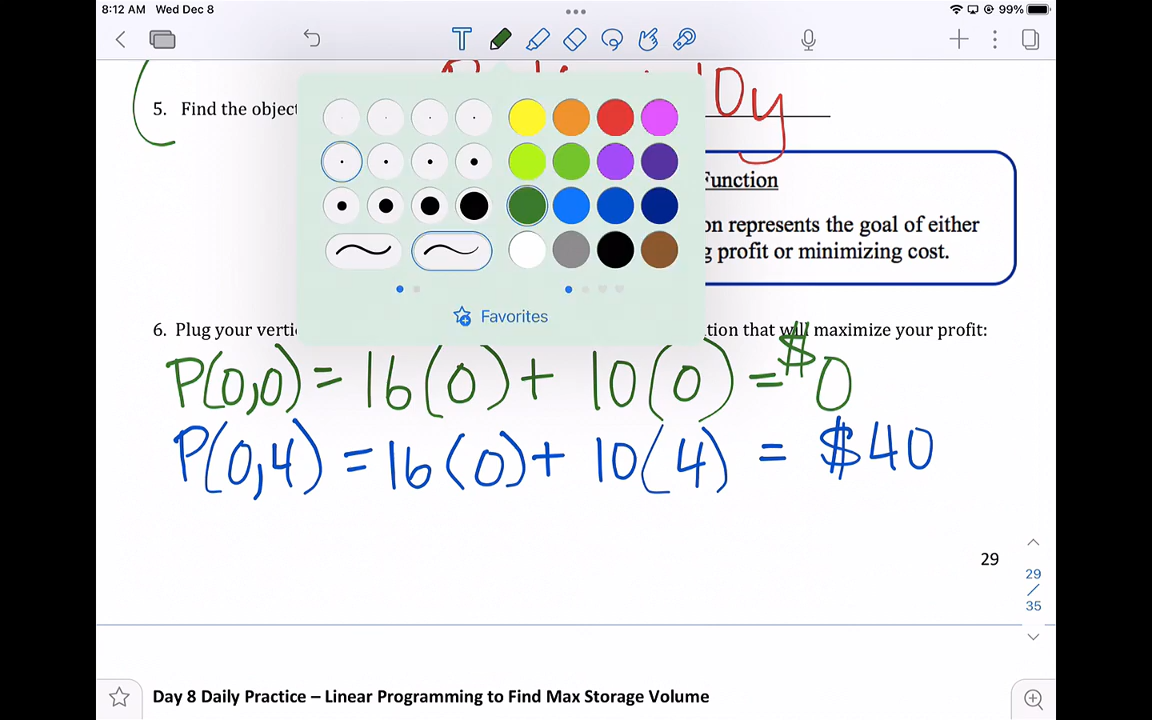 8:12 AM Wed Dec 8
99%
T
0y
5. Find the object
Function
on represents the goal of either
g profit or minimizing cost.
Favorites
6. Plug your verti
tion that will maximize your profit:
P(0,0) = 16(0) + 10(0) = $0
P(0,4) = 16(0) + 10(4) = $40
29
29
/
35
Day 8 Daily Practice – Linear Programming to Find Max Storage Volume